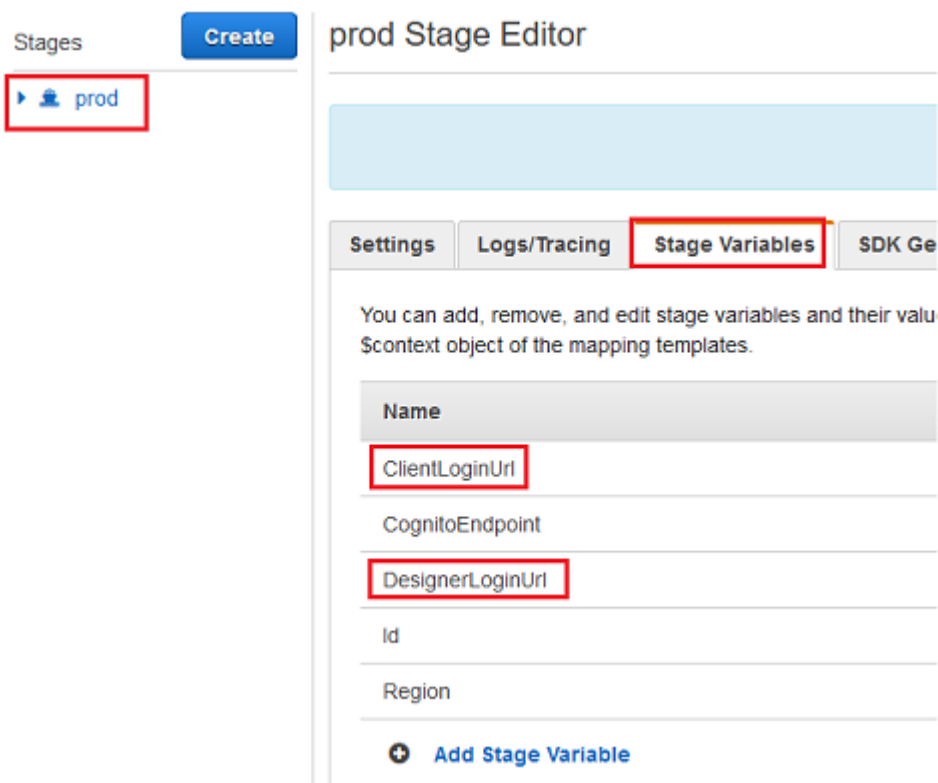 Stages
Create
prod Stage Editor
prod
Settings
Logs/Tracing
Stage Variables
SDK Ge
You can add, remove, and edit stage variables and their valu
$context object of the mapping templates.
Name
ClientLoginUrl
CognitoEndpoint
DesignerLoginUrl
Id
Region
Add Stage Variable